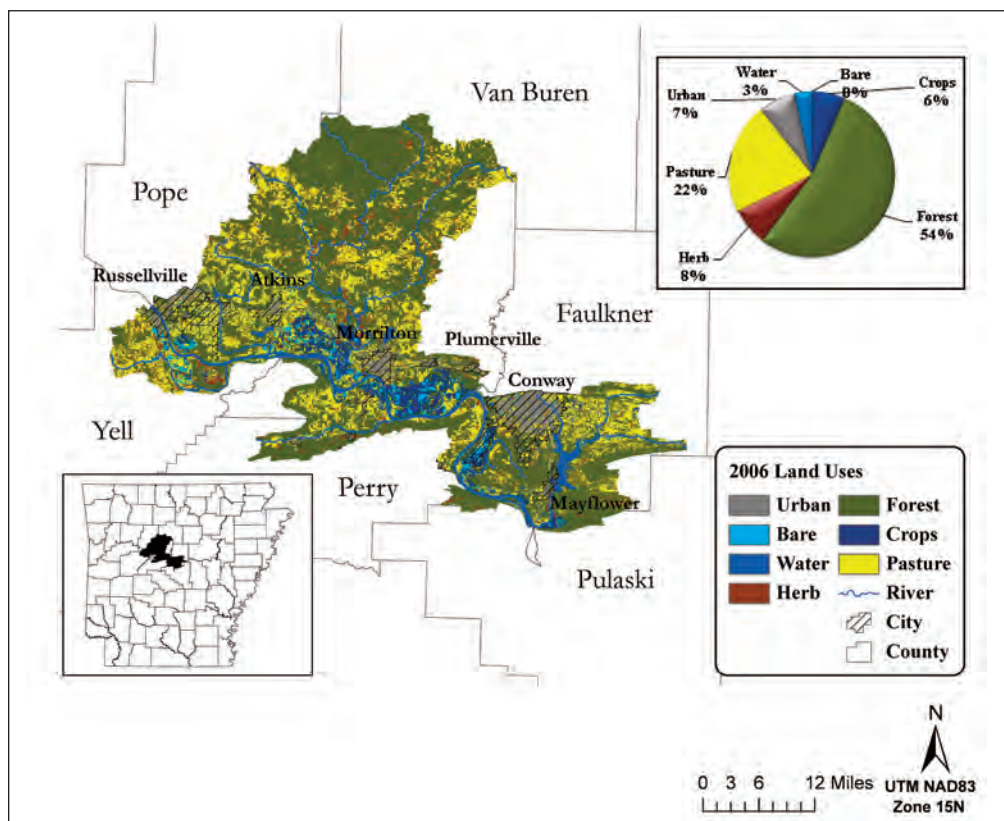 Van Buren
Pope
Russellville
Atkins
Morrilton
Plumerville
Faulkner
Conway
Yell
Perry
Mayflower
Pulaski
Water
3%
Bare
0%
Crops
6%
Urban
7%
Pasture
22%
Forest
54%
Herb
8%
2006 Land Uses
Urban
Forest
Bare
Crops
Water
Pasture
Herb
River
City
County
N
0 3 6 12 Miles
UTM NAD83
Zone 15N